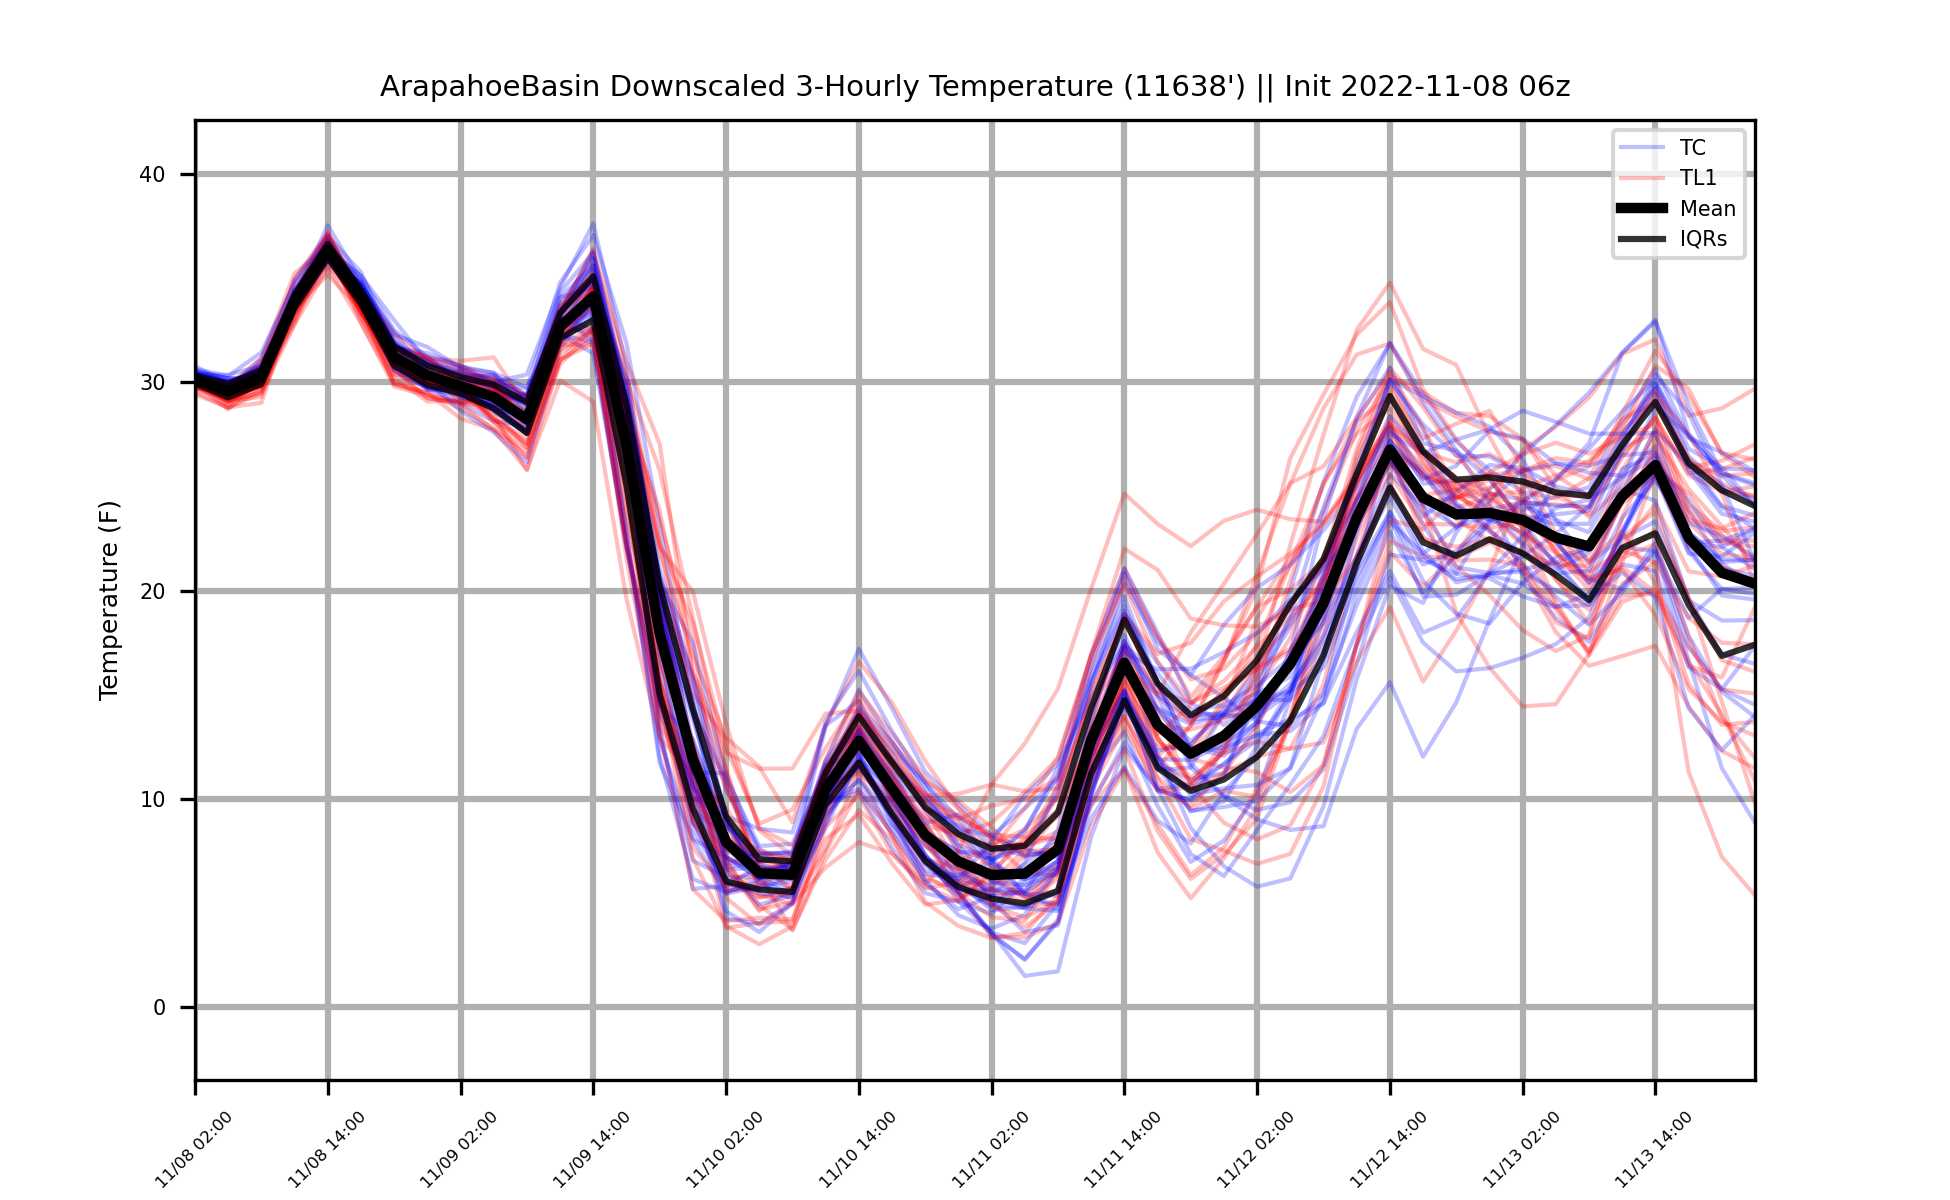 ArapahoeBasin Downscaled 3-Hourly Temperature (11638') || Init 2022-11-08 06z
TC
TL1
Mean
IQRs
Temperature (F)
40
30
20
10
0
11/08 02:00
11/08 14:00
11/09 02:00
11/09 14:00
11/10 02:00
11/10 14:00
11/11 02:00
11/11 14:00
11/12 02:00
11/12 14:00
11/13 02:00
11/13 14:00